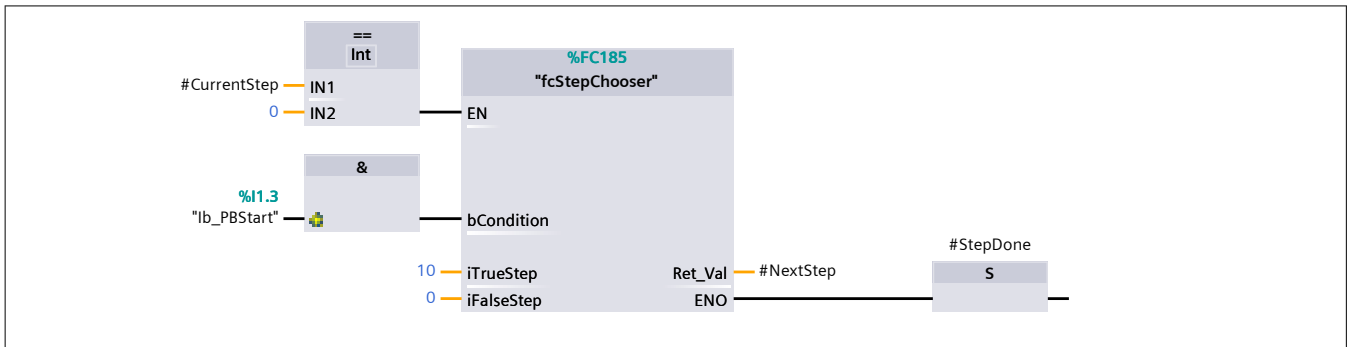 ==
Int
#CurrentStep IN1
0 IN2
%FC185
"fcStepChooser"
EN
&
%I1.3
"Ib_PBStart"
bCondition
10 iTrueStep Ret_Val #NextStep
0 iFalseStep ENO
#StepDone
S